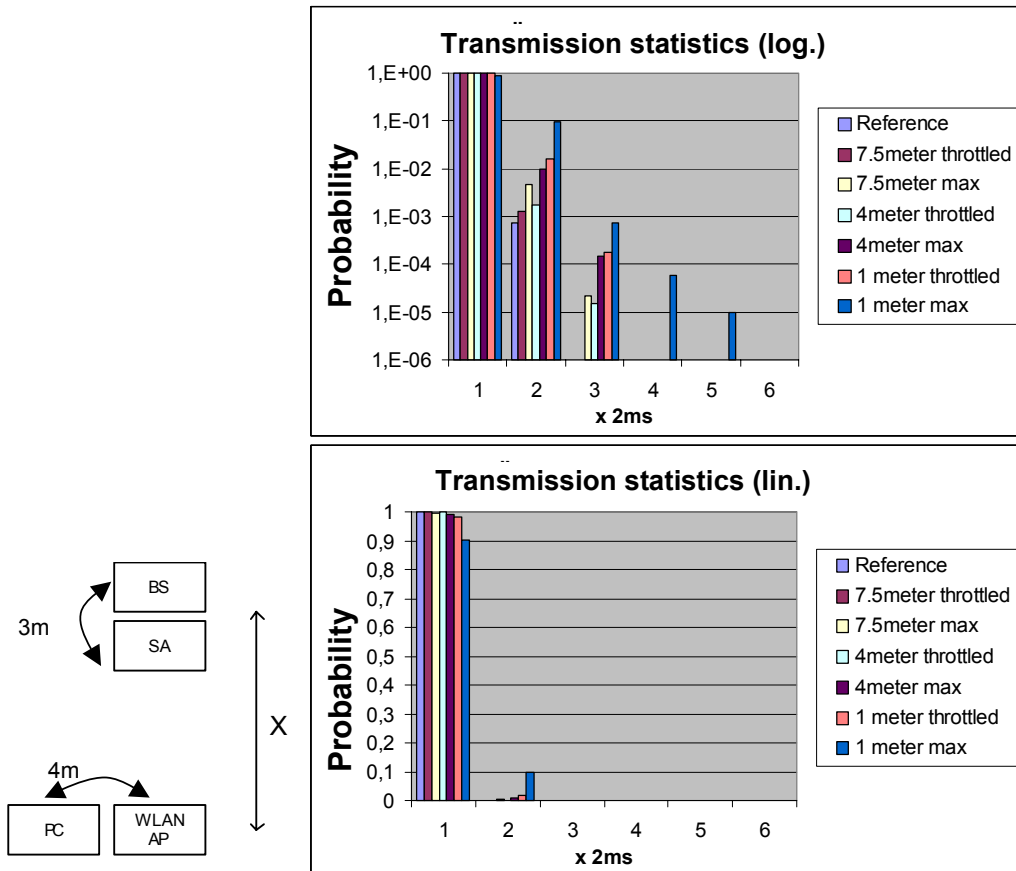 Transmission statistics (log.)
Probability
1,E+00
1,E-01
1,E-02
1,E-03
1,E-04
1,E-05
1,E-06
1 2 3 4 5 6
x 2ms
Reference
7.5meter throttled
7.5meter max
4meter throttled
4meter max
1 meter throttled
1 meter max
Transmission statistics (lin.)
Probability
1
0,9
0,8
0,7
0,6
0,5
0,4
0,3
0,2
0,1
0
1 2 3 4 5 6
x 2ms
Reference
7.5meter throttled
7.5meter max
4meter throttled
4meter max
1 meter throttled
1 meter max
BS
3m
SA
X
4m
PC
WLAN
AP